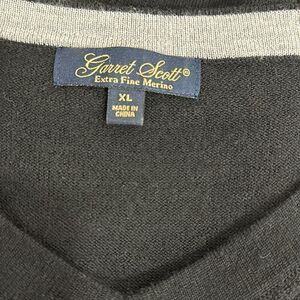 Garret Scott®
Extra Fine Merino
XL
MADE IN
CHINA